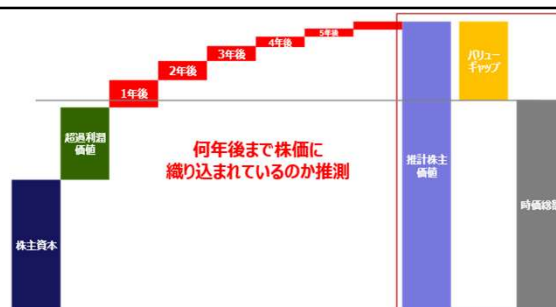 株主資本
超過利潤
価値
1年後
2年後
3年後
4年後
5年後
何年後まで株価に
織り込まれているのか推測
推計株主
価値
バリュー
ギャップ
時価総額